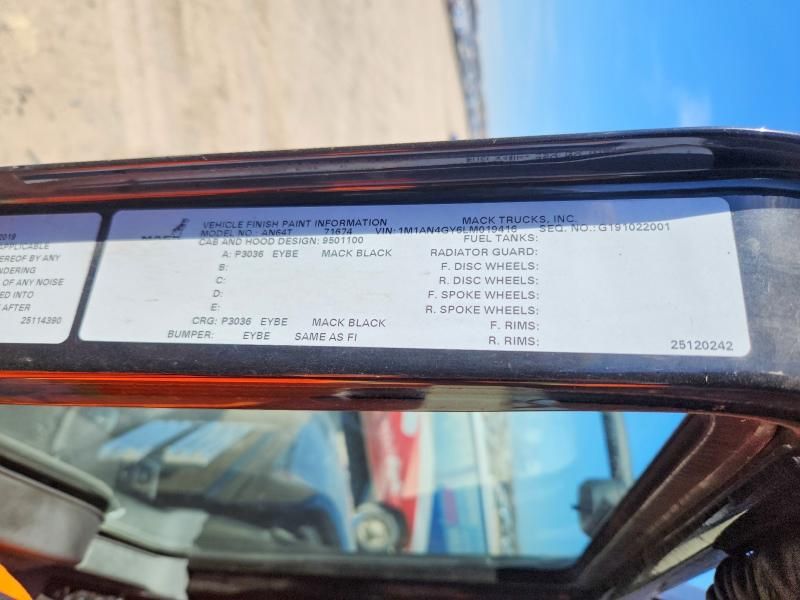 2019
APPLICABLE
HEREOF BY ANY
NDERING
OF ANY NOISE
ED INTO
AFTER
25114390
MACK
VEHICLE FINISH PAINT INFORMATION MACK TRUCKS, INC.
MODEL NO.: AN64T 71674 VIN: 1M1AN4GY6LM019416 SEQ. NO.: G191022001
CAB AND HOOD DESIGN: 9501100 FUEL TANKS:
A: P3036 EYBE MACK BLACK RADIATOR GUARD:
B: F. DISC WHEELS:
C: R. DISC WHEELS:
D: F. SPOKE WHEELS:
E: R. SPOKE WHEELS:
CRG: P3036 EYBE MACK BLACK F. RIMS:
BUMPER: EYBE SAME AS FI R. RIMS:
25120242